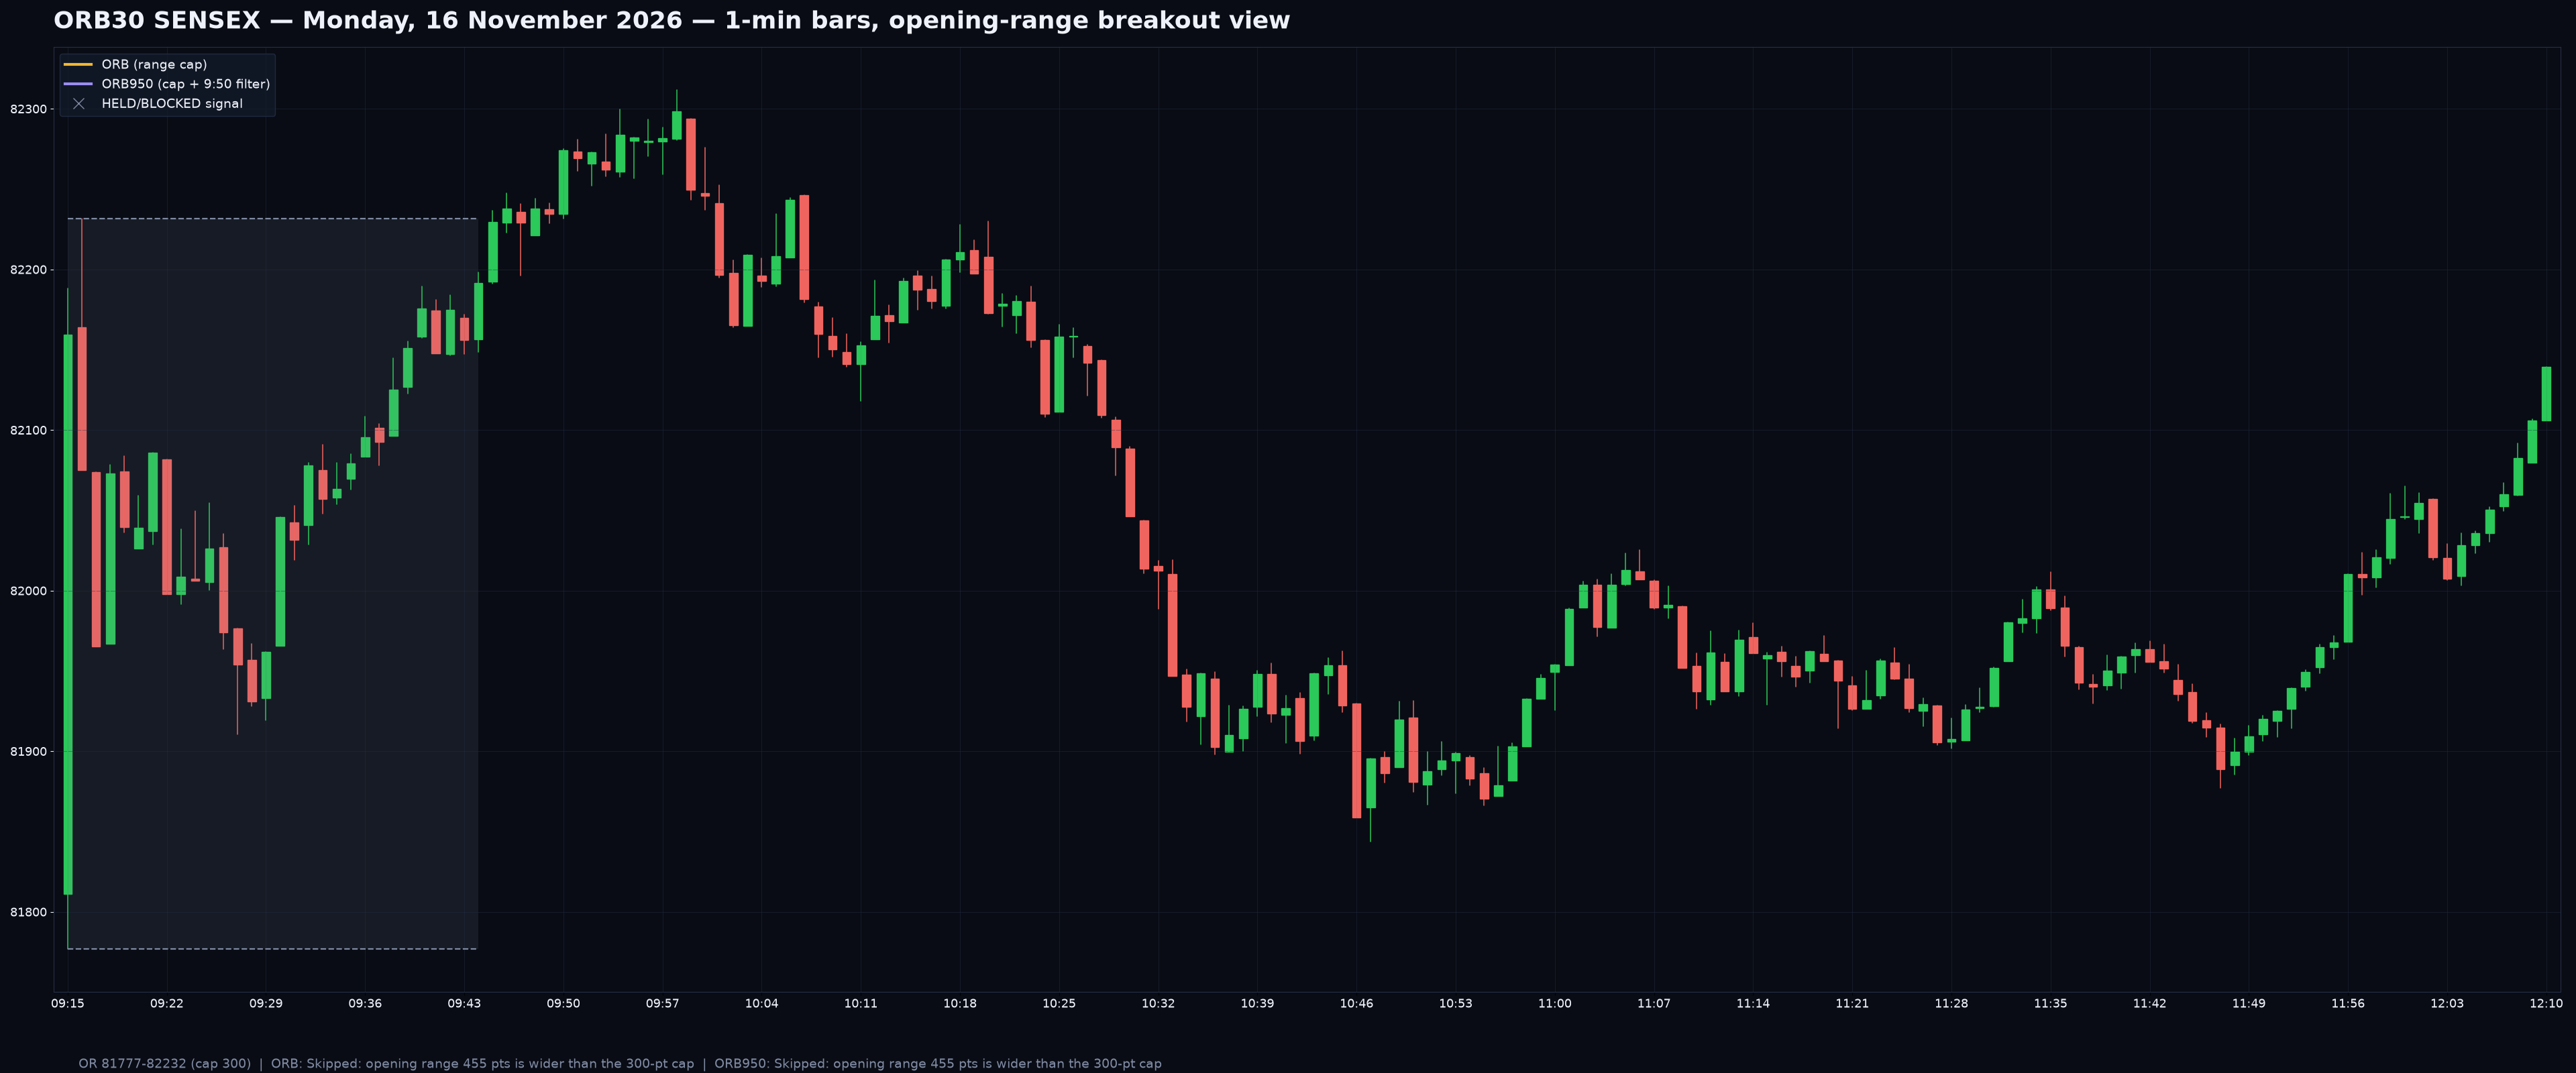 ORB30 SENSEX — Monday, 16 November 2026 — 1-min bars, opening-range breakout view
ORB (range cap)
ORB950 (cap + 9:50 filter)
HELD/BLOCKED signal
82300
82200
82100
82000
81900
81800
09:15 09:22 09:29 09:36 09:43 09:50 09:57 10:04 10:11 10:18 10:25 10:32 10:39 10:46 10:53 11:00 11:07 11:14 11:21 11:28 11:35 11:42 11:49 11:56 12:03 12:10
OR 81777-82232 (cap 300) | ORB: Skipped: opening range 455 pts is wider than the 300-pt cap | ORB950: Skipped: opening range 455 pts is wider than the 300-pt cap